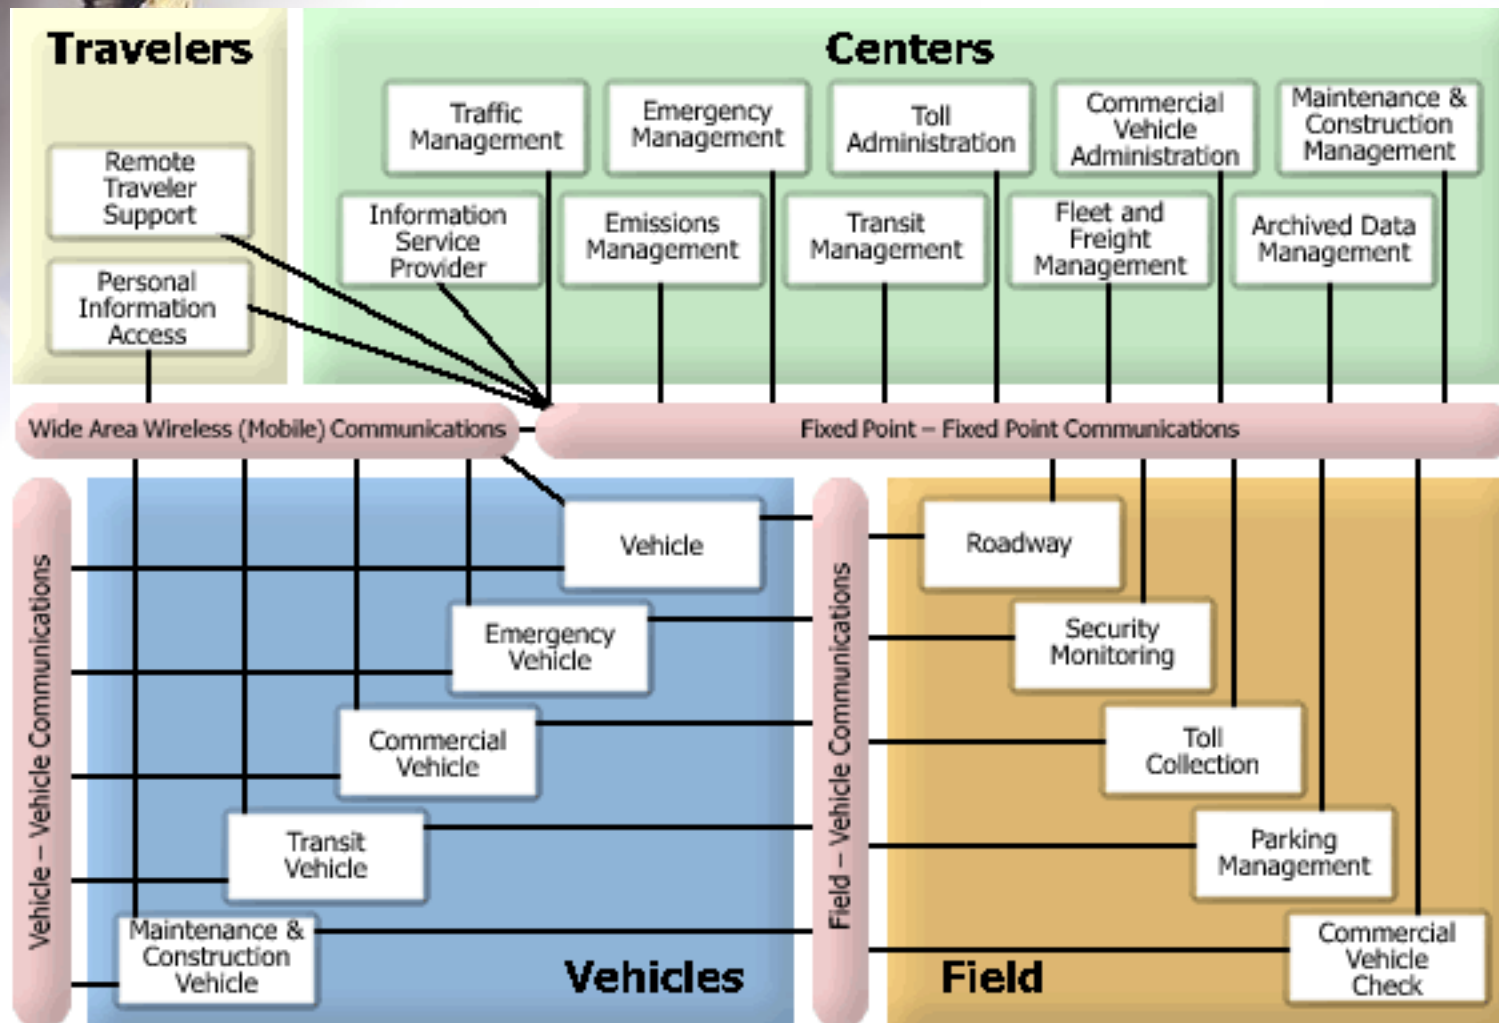 Travelers
Centers
Traffic
Management
Emergency
Management
Toll
Administration
Commercial
Vehicle
Administration
Maintenance &
Construction
Management
Remote
Traveler
Support
Information
Service
Provider
Emissions
Management
Transit
Management
Fleet and
Freight
Management
Archived Data
Management
Personal
Information
Access
Wide Area Wireless (Mobile) Communications
Fixed Point – Fixed Point Communications
Vehicle – Vehicle Communications
Vehicle
Emergency
Vehicle
Commercial
Vehicle
Transit
Vehicle
Maintenance &
Construction
Vehicle
Vehicles
Field – Vehicle Communications
Roadway
Security
Monitoring
Toll
Collection
Parking
Management
Commercial
Vehicle
Check
Field